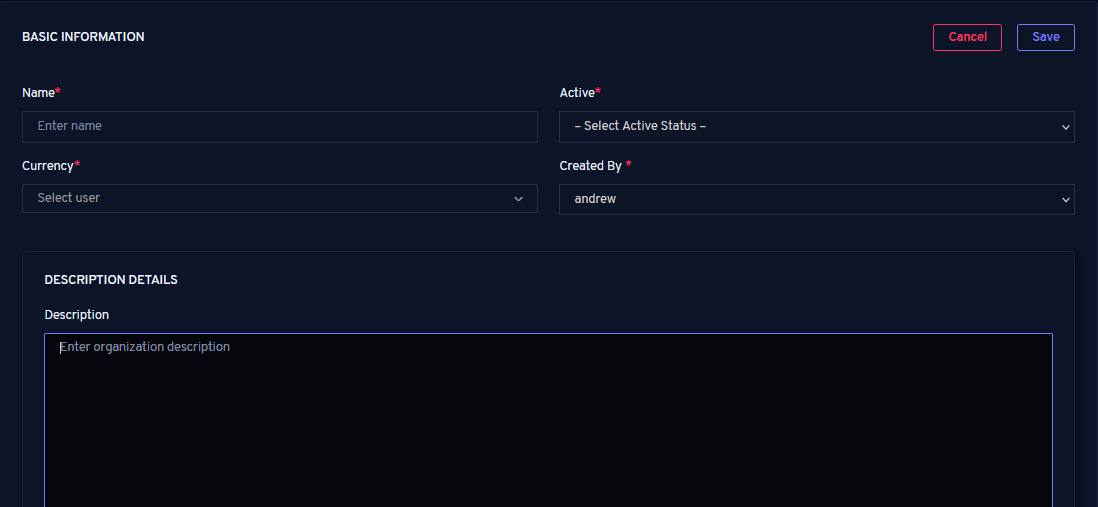 BASIC INFORMATION
Cancel
Save
Name*
Active*
Enter name
– Select Active Status –
Currency*
Created By *
Select user
andrew
DESCRIPTION DETAILS
Description
Enter organization description